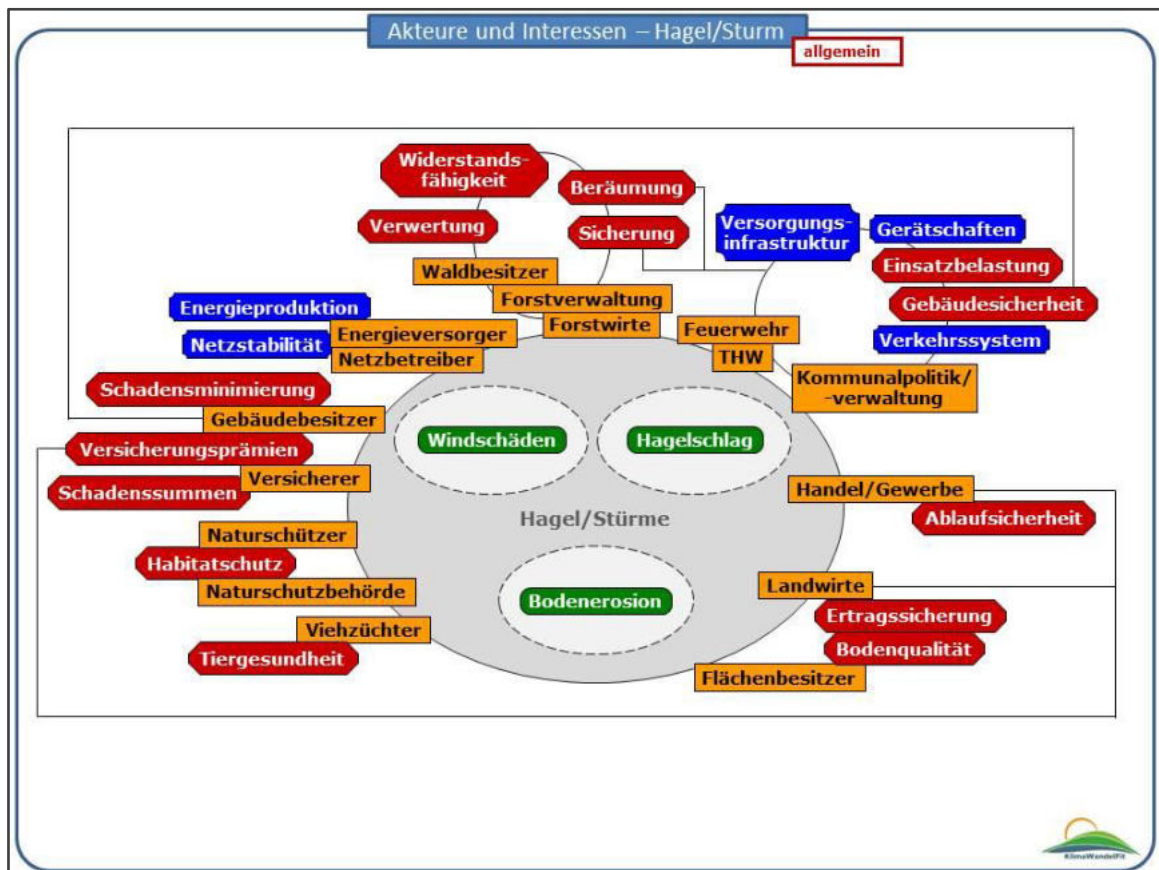 Akteure und Interessen – Hagel/Sturm
allgemein
Widerstands-
fähigkeit
Beräumung
Verwertung
Sicherung
Versorgungs-
infrastruktur
Gerätschaften
Einsatzbelastung
Waldbesitzer
Energieproduktion
Forstverwaltung
Gebäudesicherheit
Forstwirte
Energieversorger
Feuerwehr
Netzstabilität
Netzbetreiber
THW
Verkehrssystem
Kommunalpolitik/
-verwaltung
Schadensminimierung
Gebäudebesitzer
Windschäden
Hagelschlag
Versicherungsprämien
Versicherer
Schadenssummen
Handel/Gewerbe
Hagel/Stürme
Ablaufsicherheit
Naturschützer
Habitatschutz
Naturschutzbehörde
Landwirte
Bodenerosion
Ertragssicherung
Viehzüchter
Bodenqualität
Tiergesundheit
Flächenbesitzer
KlimaWandelFit